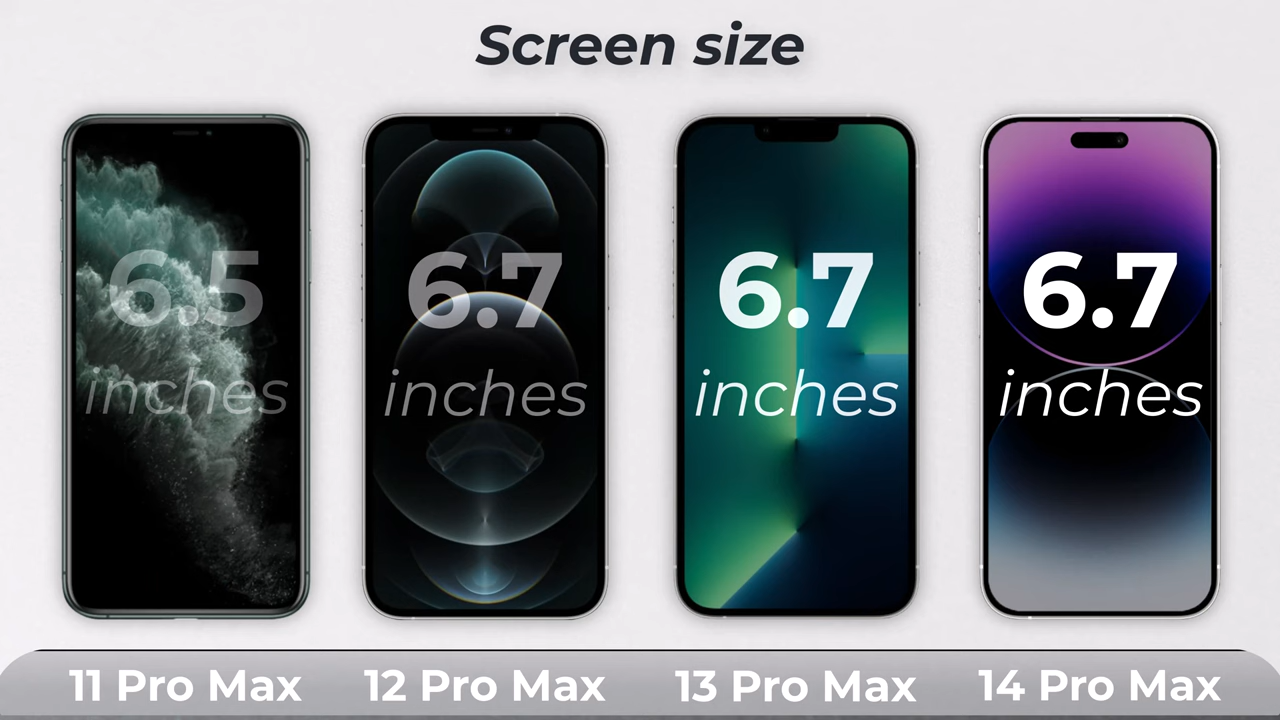 Screen size
6.5
inches
6.7
inches
6.7
inches
6.7
inches
11 Pro Max
12 Pro Max
13 Pro Max
14 Pro Max